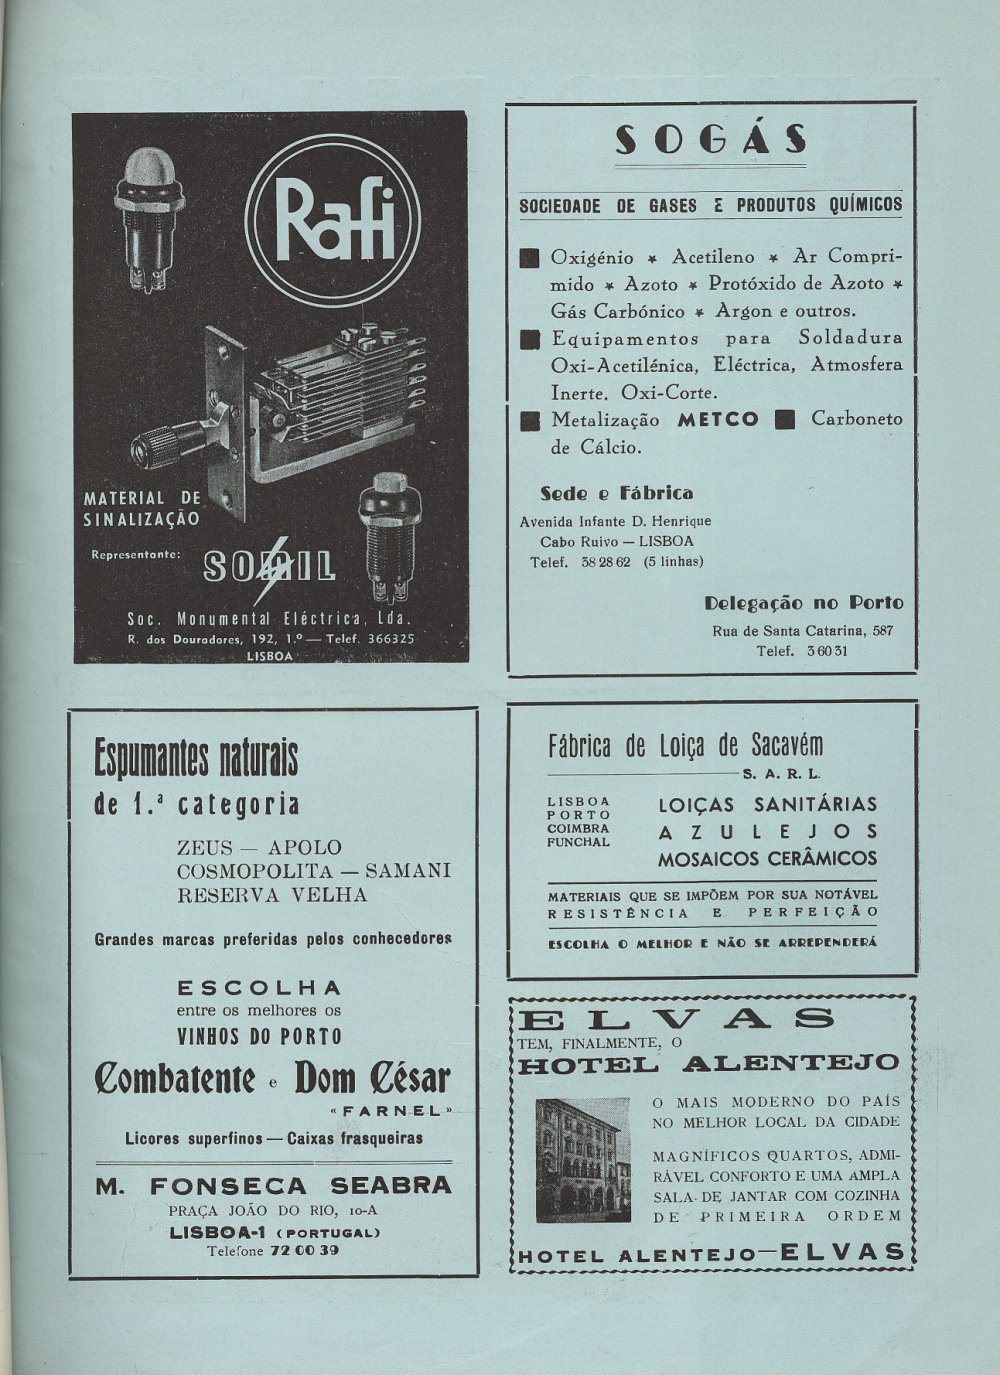 Rafi
MATERIAL DE
SINALIZAÇÃO
Representante:
SOMIL
Soc. Monumental Eléctrica, Lda.
R. dos Douradores, 192, 1.º — Telef. 366325
LISBOA
SOGÁS
SOCIEDADE DE GASES E PRODUTOS QUÍMICOS
■ Oxigénio * Acetileno * Ar Compri-
mido * Azoto * Protóxido de Azoto *
Gás Carbónico * Argon e outros.
■ Equipamentos para Soldadura
Oxi-Acetilénica, Eléctrica, Atmosfera
Inerte, Oxi-Corte.
■ Metalização METCO ■ Carboneto
de Cálcio.
Sede e Fábrica
Avenida Infante D. Henrique
Cabo Ruivo — LISBOA
Telef. 38 28 62 (5 linhas)
Delegação no Porto
Rua de Santa Catarina, 587
Telef. 3 60 31
Espumantes naturais
de 1.ª categoria
ZEUS — APOLO
COSMOPOLITA — SAMANI
RESERVA VELHA
Grandes marcas preferidas pelos conhecedores
ESCOLHA
entre os melhores os
VINHOS DO PORTO
Combatente e Dom César
«FARNEL»
Licores superfinos — Caixas frasqueiras
M. FONSECA SEABRA
PRAÇA JOÃO DO RIO, 10-A
LISBOA-1 (PORTUGAL)
Telefone 72 00 39
Fábrica de Loiça de Sacavém
S. A. R. L.
LISBOA
PORTO
COIMBRA
FUNCHAL
LOIÇAS SANITÁRIAS
AZULEJOS
MOSAICOS CERÂMICOS
MATERIAIS QUE SE IMPÕEM POR SUA NOTÁVEL
RESISTÊNCIA E PERFEIÇÃO
ESCOLHA O MELHOR E NÃO SE ARREPENDERÁ
ELVAS
TEM, FINALMENTE, O
HOTEL ALENTEJO
O MAIS MODERNO DO PAÍS
NO MELHOR LOCAL DA CIDADE
MAGNÍFICOS QUARTOS, ADMI-
RÁVEL CONFORTO E UMA AMPLA
SALA DE JANTAR COM COZINHA
DE PRIMEIRA ORDEM
HOTEL ALENTEJO—ELVAS